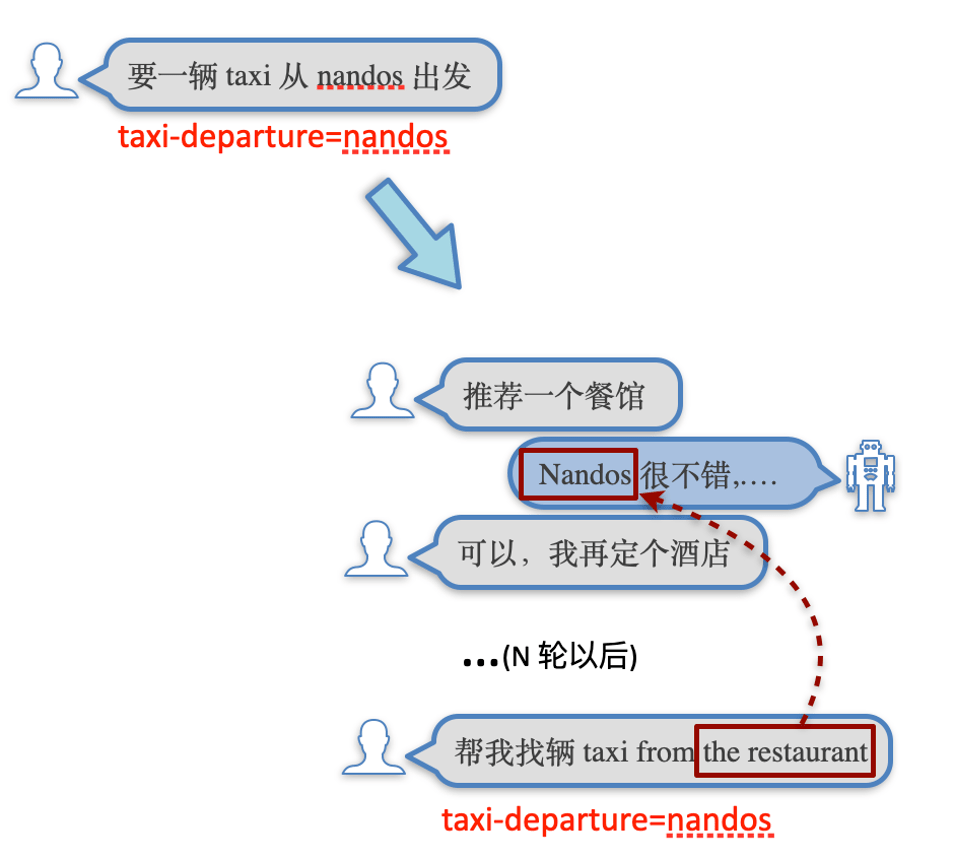 要一辆 taxi 从 nandos 出发
taxi-departure=nandos
推荐一个餐馆
Nandos 很不错,....
可以，我再定个酒店
...(N 轮以后)
帮我找辆 taxi from the restaurant
taxi-departure=nandos